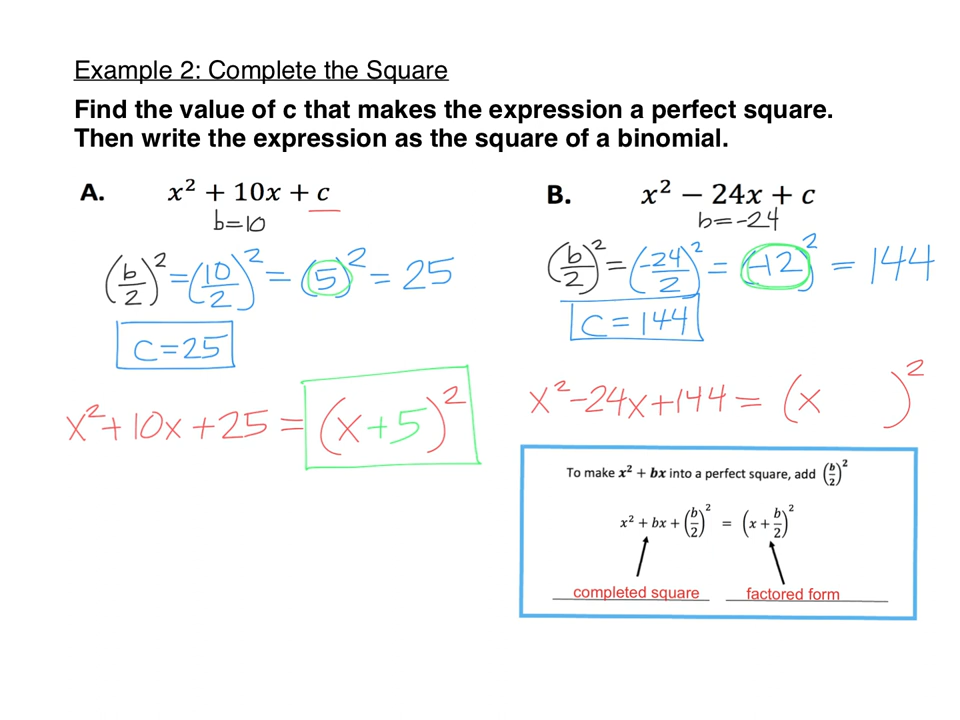 Example 2: Complete the Square
Find the value of c that makes the expression a perfect square.
Then write the expression as the square of a binomial.
A. x² + 10x + c
b=10
(b/2)² = (10/2)² = (5)² = 25
c=25
x²+10x+25 = (x+5)²
B. x² − 24x + c
b=-24
(b/2)² = (-24/2)² = (-12)² = 144
c=144
x²-24x+144 = (x )²
To make x² + bx into a perfect square, add (b/2)²
x² + bx + (b/2)² = (x + b/2)²
completed square factored form